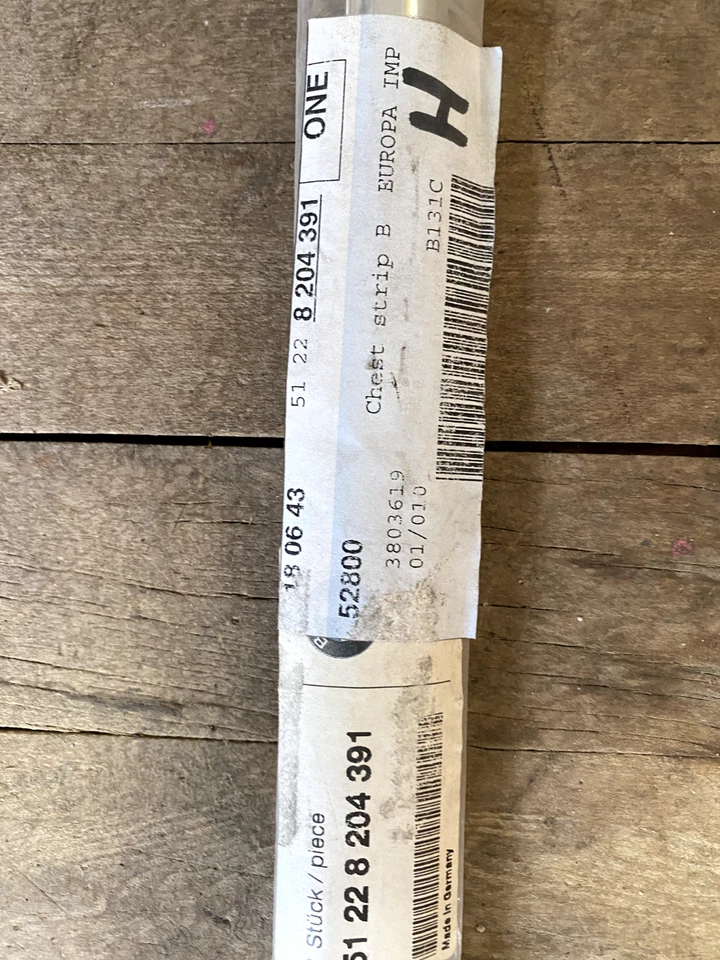 18 06 43 51 22 8 204 391 ONE
52800
Chest strip B EUROPA IMP
H
3803619
01/010
B131C
Stück / piece
51 22 8 204 391
Made in Germany